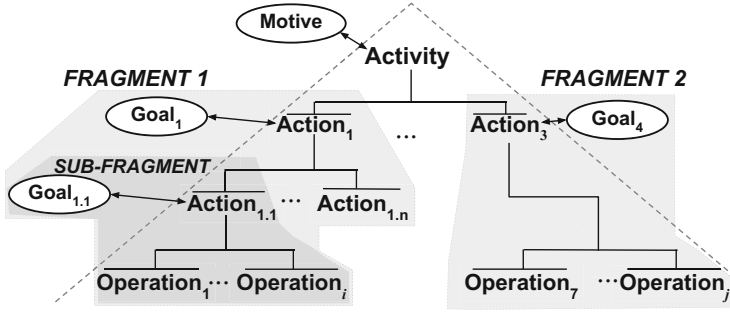 Motive
Activity
FRAGMENT 1
FRAGMENT 2
Goal1
Action1
...
Action3
Goal4
SUB-FRAGMENT
Goal1.1
Action1.1 ... Action1.n
Operation1 ... Operationi
Operation7 ... Operationj